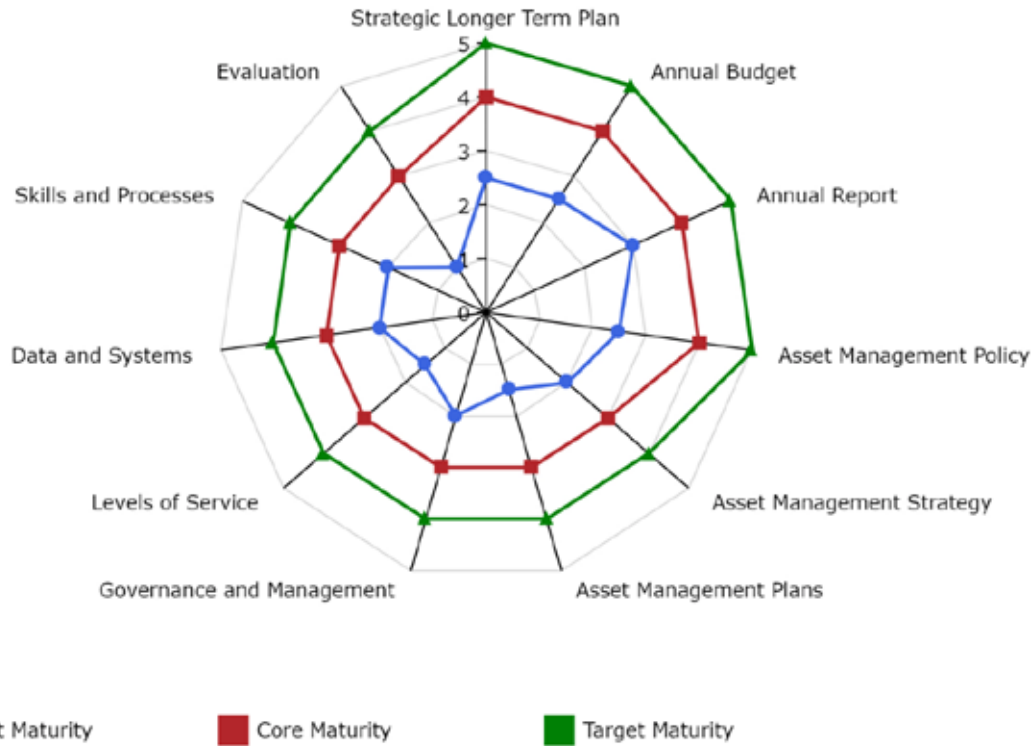 Strategic Longer Term Plan
5
Evaluation
Annual Budget
4
3
Skills and Processes
Annual Report
2
1
0
Data and Systems
Asset Management Policy
Levels of Service
Asset Management Strategy
Governance and Management
Asset Management Plans
t Maturity
Core Maturity
Target Maturity